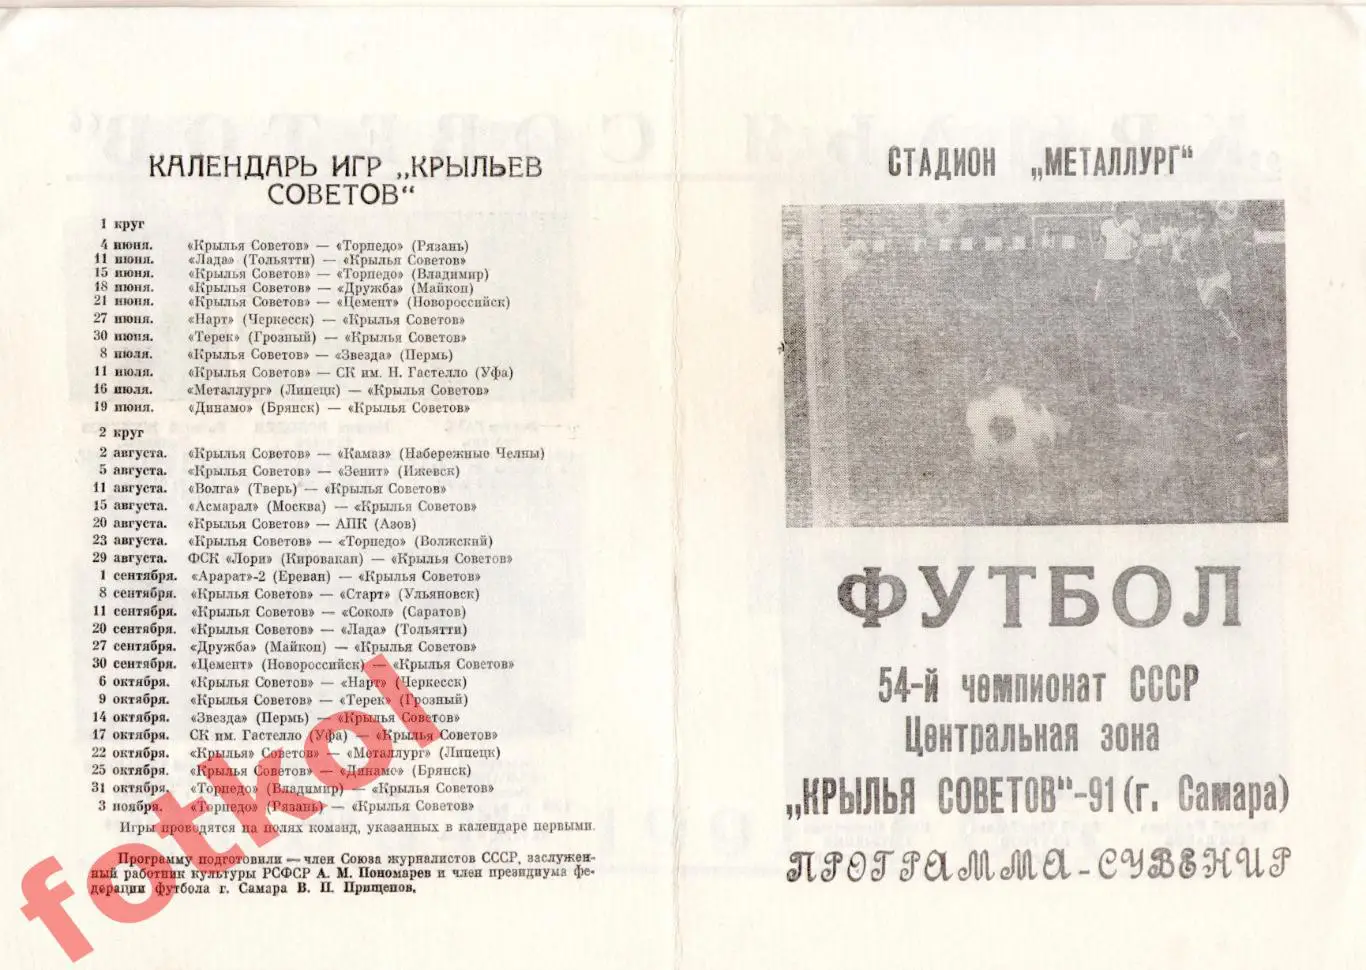 КАЛЕНДАРЬ ИГР „КРЫЛЬЕВ
СОВЕТОВ“
1 круг
4 июня. «Крылья Советов» — «Торпедо» (Рязань)
11 июня. «Лада» (Тольятти) — «Крылья Советов»
15 июня. «Крылья Советов» — «Торпедо» (Владимир)
18 июня. «Крылья Советов» — «Дружба» (Майкоп)
21 июня. «Крылья Советов» — «Цемент» (Новороссийск)
27 июня. «Нарт» (Черкесск) — «Крылья Советов»
30 июня. «Терек» (Грозный) — «Крылья Советов»
8 июля. «Крылья Советов» — «Звезда» (Пермь)
11 июля. «Крылья Советов» — СК им. Н. Гастелло (Уфа)
16 июля. «Металлург» (Липецк) — «Крылья Советов»
19 июня. «Динамо» (Брянск) — «Крылья Советов»
2 круг
2 августа. «Крылья Советов» — «Камаз» (Набережные Челны)
5 августа. «Крылья Советов» — «Зенит» (Ижевск)
11 августа. «Волга» (Тверь) — «Крылья Советов»
15 августа. «Асмарал» (Москва) — «Крылья Советов»
20 августа. «Крылья Советов» — АПК (Азов)
23 августа. «Крылья Советов» — «Торпедо» (Волжский)
29 августа. ФСК «Лори» (Кировакан) — «Крылья Советов»
1 сентября. «Арарат»-2 (Ереван) — «Крылья Советов»
8 сентября. «Крылья Советов» — «Старт» (Ульяновск)
11 сентября. «Крылья Советов» — «Сокол» (Саратов)
20 сентября. «Крылья Советов» — «Лада» (Тольятти)
27 сентября. «Дружба» (Майкоп) — «Крылья Советов»
30 сентября. «Цемент» (Новороссийск) — «Крылья Советов»
6 октября. «Крылья Советов» — «Нарт» (Черкесск)
9 октября. «Крылья Советов» — «Терек» (Грозный)
14 октября. «Звезда» (Пермь) — «Крылья Советов»
17 октября. СК им. Гастелло (Уфа) — «Крылья Советов»
22 октября. «Крылья» Советов» — «Металлург» (Липецк)
25 октября. «Крылья Советов» — «Динамо» (Брянск)
31 октября. «Торпедо» (Владимир) — «Крылья Советов»
3 ноября. «Торпедо» (Рязань) — «Крылья Советов»
Игры проводятся на полях команд, указанных в календаре первыми.
Программу подготовили — член Союза журналистов СССР, заслужен-
ный работник культуры РСФСР А. М. Пономарев и член президиума фе-
дерации футбола г. Самара В. П. Прищепов.
fotkol
СТАДИОН „МЕТАЛЛУРГ“
ФУТБОЛ
54-й чемпионат СССР
Центральная зона
„КРЫЛЬЯ СОВЕТОВ“-91 (г. Самара)
ПРОГРАММА-СУВЕНИР